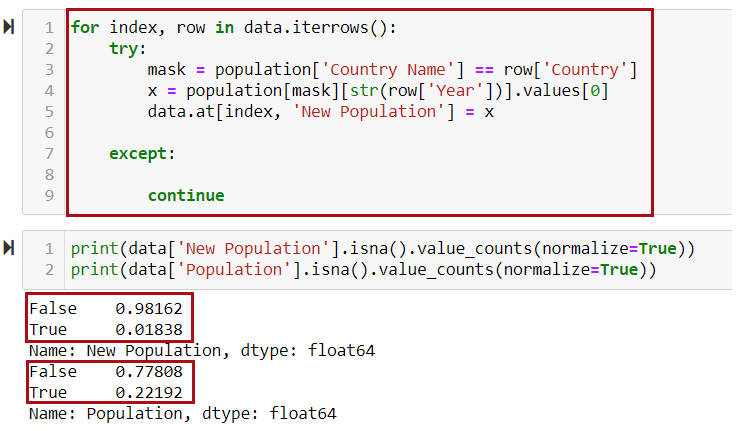 1 for index, row in data.iterrows():
2     try:
3         mask = population['Country Name'] == row['Country']
4         x = population[mask][str(row['Year'])].values[0]
5         data.at[index, 'New Population'] = x
6
7     except:
8
9         continue
1 print(data['New Population'].isna().value_counts(normalize=True))
2 print(data['Population'].isna().value_counts(normalize=True))
False    0.98162
True     0.01838
Name: New Population, dtype: float64
False    0.77808
True     0.22192
Name: Population, dtype: float64